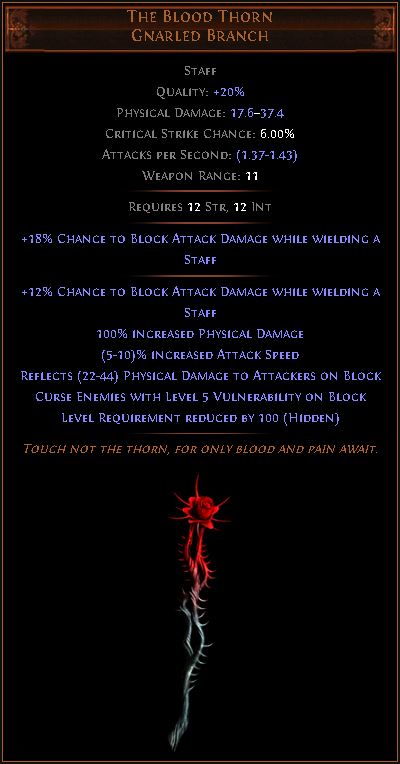 The Blood Thorn
Gnarled Branch
Staff
Quality: +20%
Physical Damage: 17.6–37.4
Critical Strike Chance: 6.00%
Attacks per Second: (1.37-1.43)
Weapon Range: 11
Requires 12 Str, 12 Int
+18% Chance to Block Attack Damage while wielding a
Staff
+12% Chance to Block Attack Damage while wielding a
Staff
100% increased Physical Damage
(5-10)% increased Attack Speed
Reflects (22-44) Physical Damage to Attackers on Block
Curse Enemies with Level 5 Vulnerability on Block
Level Requirement reduced by 100 (Hidden)
Touch not the thorn, for only blood and pain await.